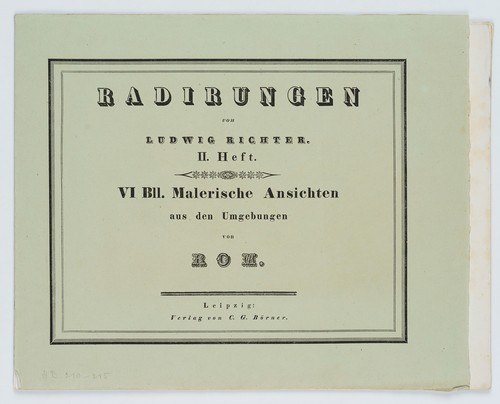 RADIRUNGEN
von
LUDWIG RICHTER.
II. Heft.
VI Bll. Malerische Ansichten
aus den Umgebungen
von
ROM.
Leipzig:
Verlag von C. G. Börner.